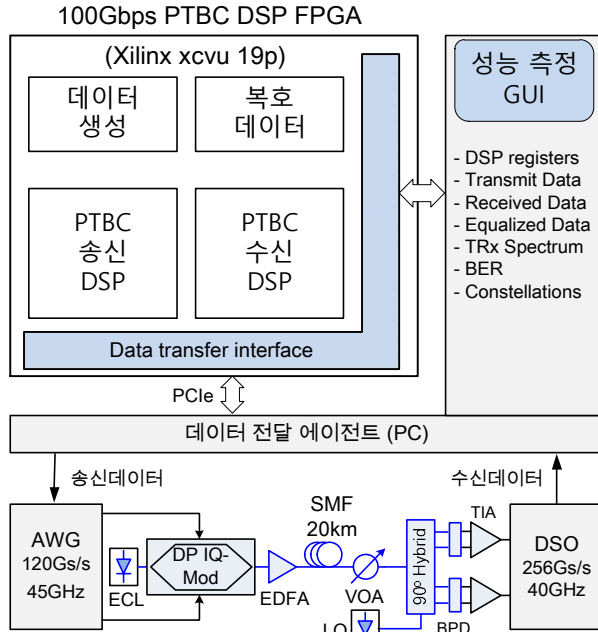 100Gbps PTBC DSP FPGA
(Xilinx xcvu 19p)
데이터
생성
복호
데이터
PTBC
송신
DSP
PTBC
수신
DSP
Data transfer interface
성능 측정
GUI
- DSP registers
- Transmit Data
- Received Data
- Equalized Data
- TRx Spectrum
- BER
- Constellations
PCIe
데이터 전달 에이전트 (PC)
송신데이터
수신데이터
AWG
120Gs/s
45GHz
ECL
DP IQ-
Mod
EDFA
SMF
20km
VOA
LO
90º Hybrid
BPD
TIA
DSO
256Gs/s
40GHz